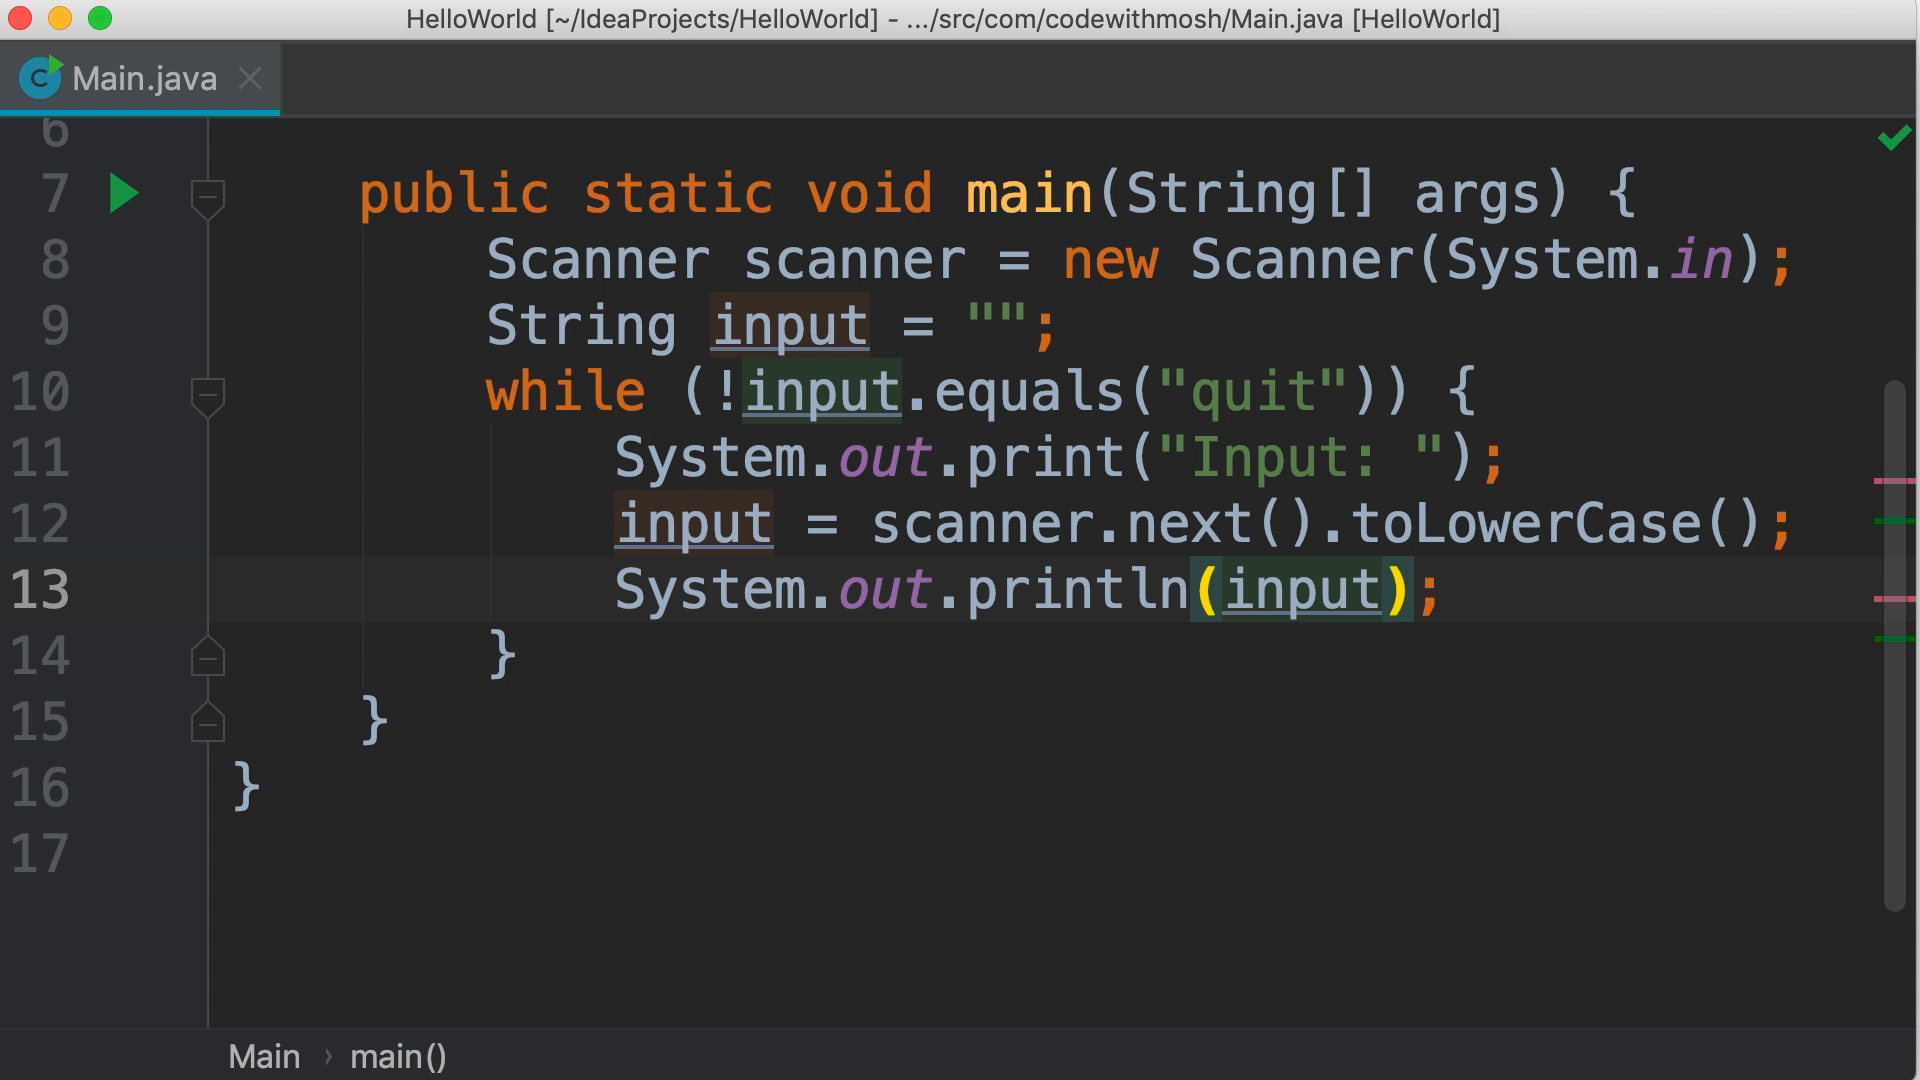 HelloWorld [~/IdeaProjects/HelloWorld] - .../src/com/codewithmosh/Main.java [HelloWorld]
C Main.java
6
7 public static void main(String[] args) {
8 Scanner scanner = new Scanner(System.in);
9 String input = "";
10 while (!input.equals("quit")) {
11 System.out.print("Input: ");
12 input = scanner.next().toLowerCase();
13 System.out.println(input);
14 }
15 }
16 }
17
Main › main()